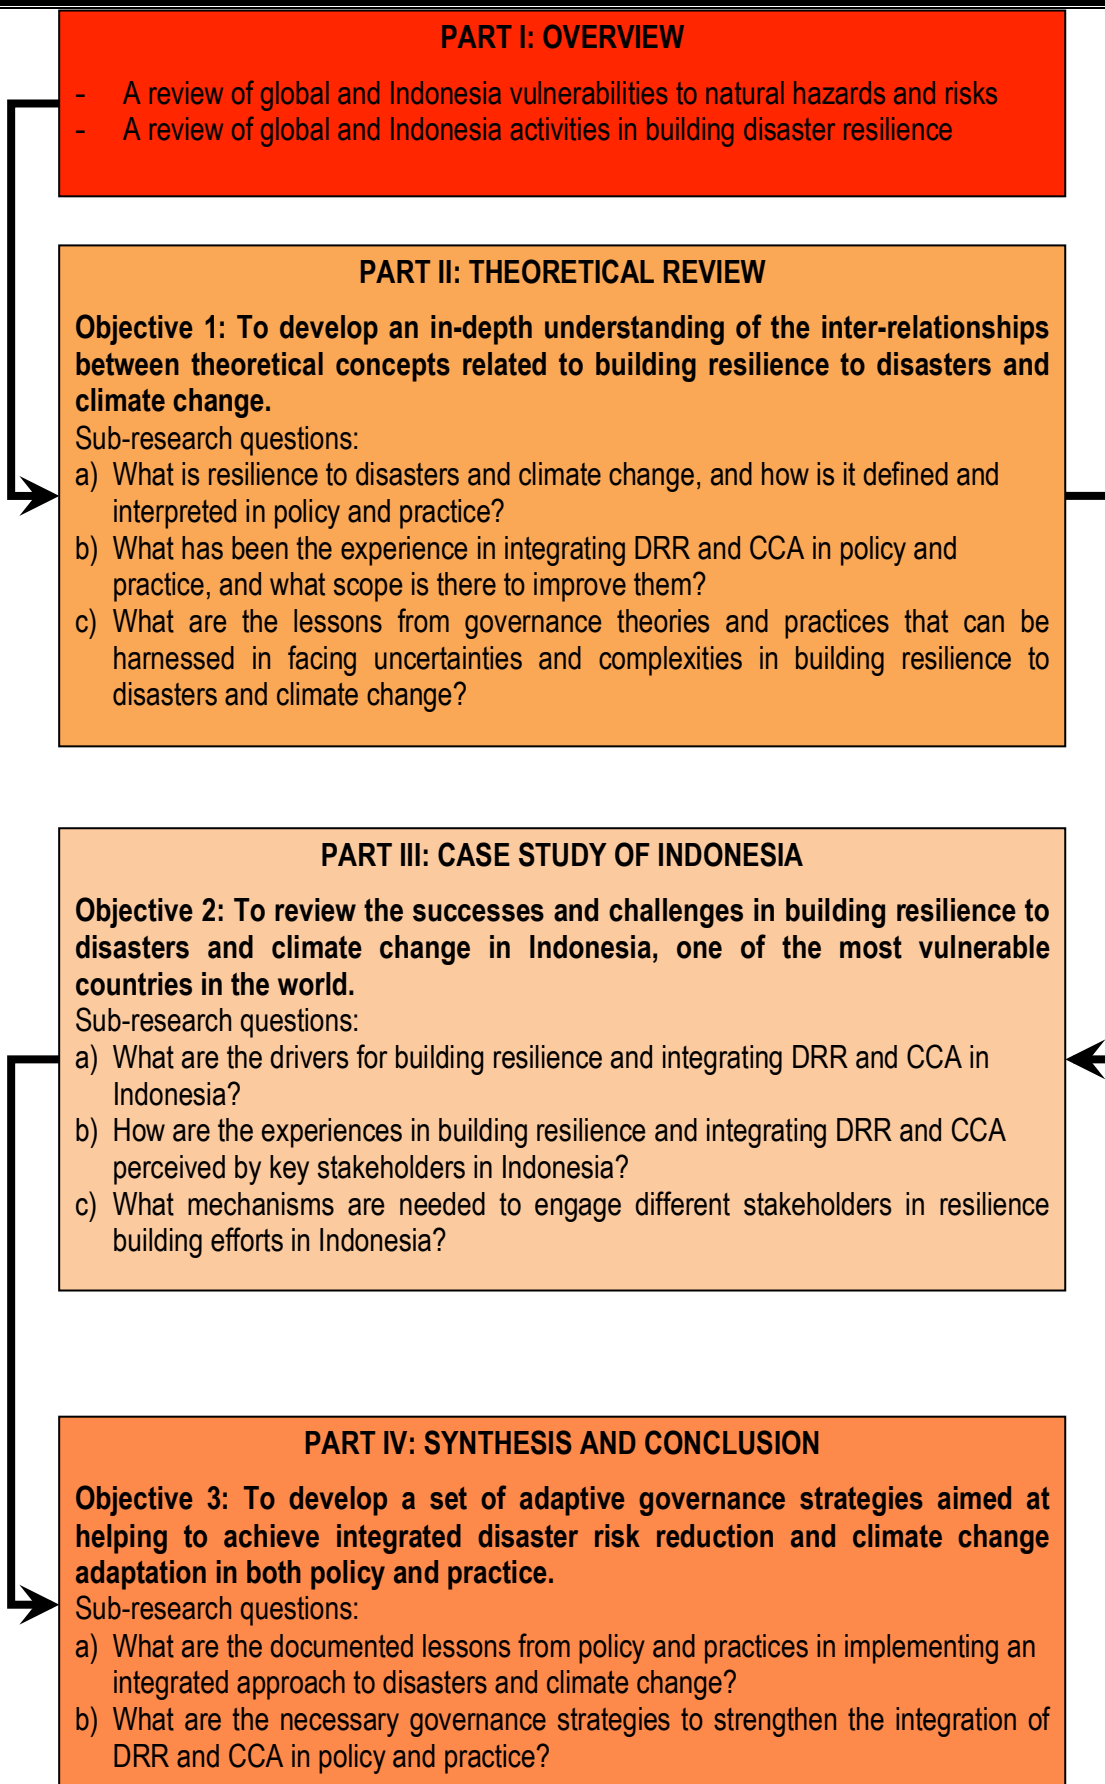 PART I: OVERVIEW
- A review of global and Indonesia vulnerabilities to natural hazards and risks
- A review of global and Indonesia activities in building disaster resilience
PART II: THEORETICAL REVIEW
Objective 1: To develop an in-depth understanding of the inter-relationships
between theoretical concepts related to building resilience to disasters and
climate change.
Sub-research questions:
a) What is resilience to disasters and climate change, and how is it defined and
interpreted in policy and practice?
b) What has been the experience in integrating DRR and CCA in policy and
practice, and what scope is there to improve them?
c) What are the lessons from governance theories and practices that can be
harnessed in facing uncertainties and complexities in building resilience to
disasters and climate change?
PART III: CASE STUDY OF INDONESIA
Objective 2: To review the successes and challenges in building resilience to
disasters and climate change in Indonesia, one of the most vulnerable
countries in the world.
Sub-research questions:
a) What are the drivers for building resilience and integrating DRR and CCA in
Indonesia?
b) How are the experiences in building resilience and integrating DRR and CCA
perceived by key stakeholders in Indonesia?
c) What mechanisms are needed to engage different stakeholders in resilience
building efforts in Indonesia?
PART IV: SYNTHESIS AND CONCLUSION
Objective 3: To develop a set of adaptive governance strategies aimed at
helping to achieve integrated disaster risk reduction and climate change
adaptation in both policy and practice.
Sub-research questions:
a) What are the documented lessons from policy and practices in implementing an
integrated approach to disasters and climate change?
b) What are the necessary governance strategies to strengthen the integration of
DRR and CCA in policy and practice?